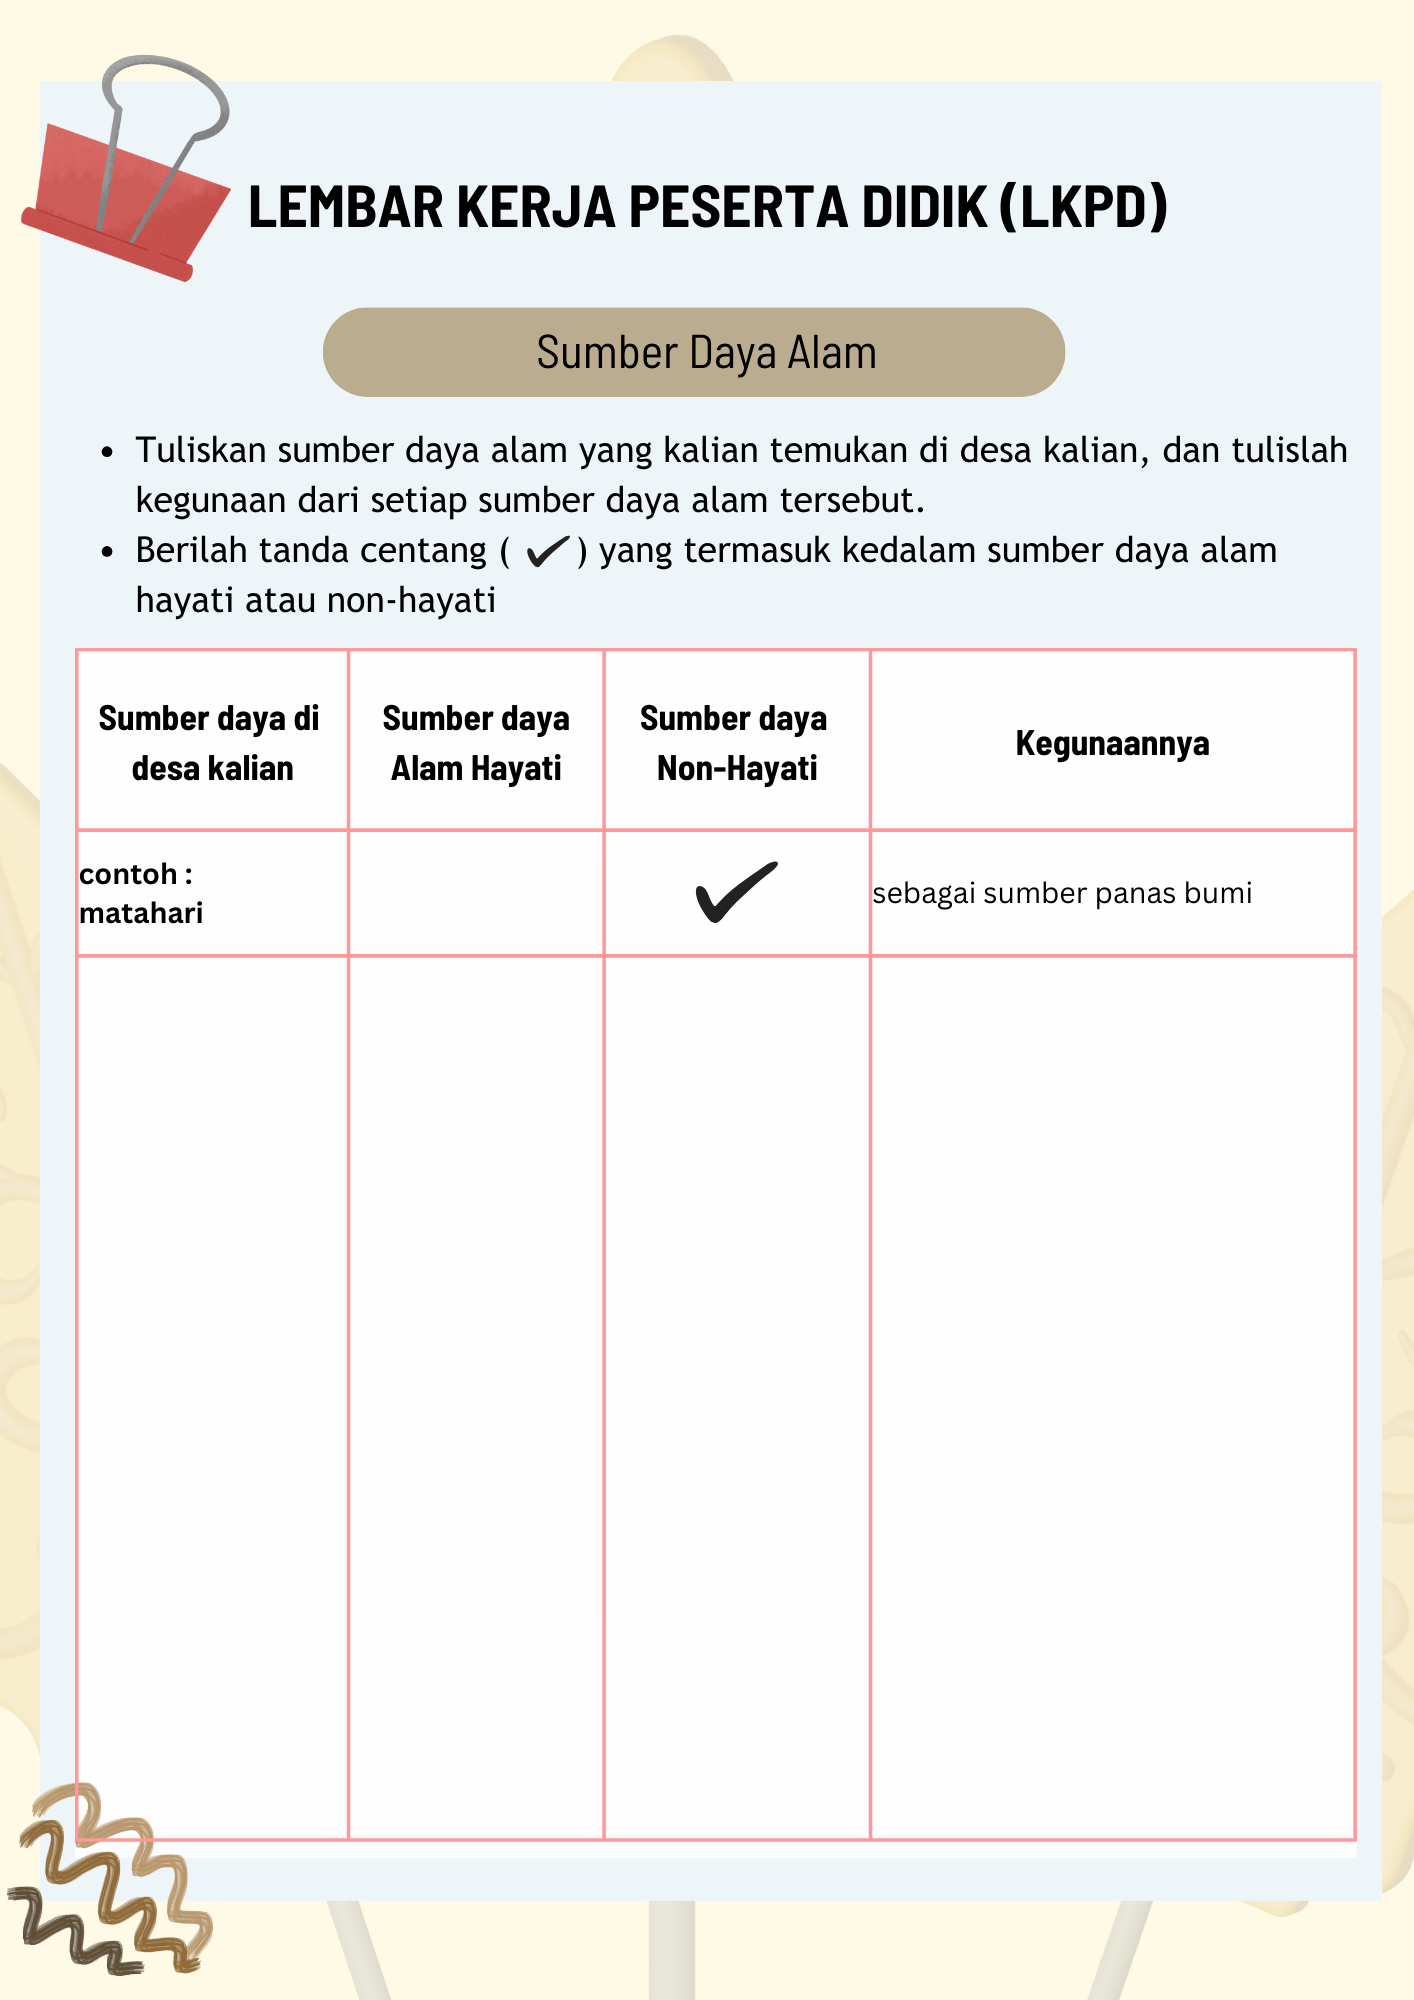 LEMBAR KERJA PESERTA DIDIK (LKPD)
Sumber Daya Alam
• Tuliskan sumber daya alam yang kalian temukan di desa kalian, dan tulislah
kegunaan dari setiap sumber daya alam tersebut.
• Berilah tanda centang ( ✓ ) yang termasuk kedalam sumber daya alam
hayati atau non-hayati
Sumber daya di
desa kalian
Sumber daya
Alam Hayati
Sumber daya
Non-Hayati
Kegunaannya
contoh :
matahari
✓
sebagai sumber panas bumi